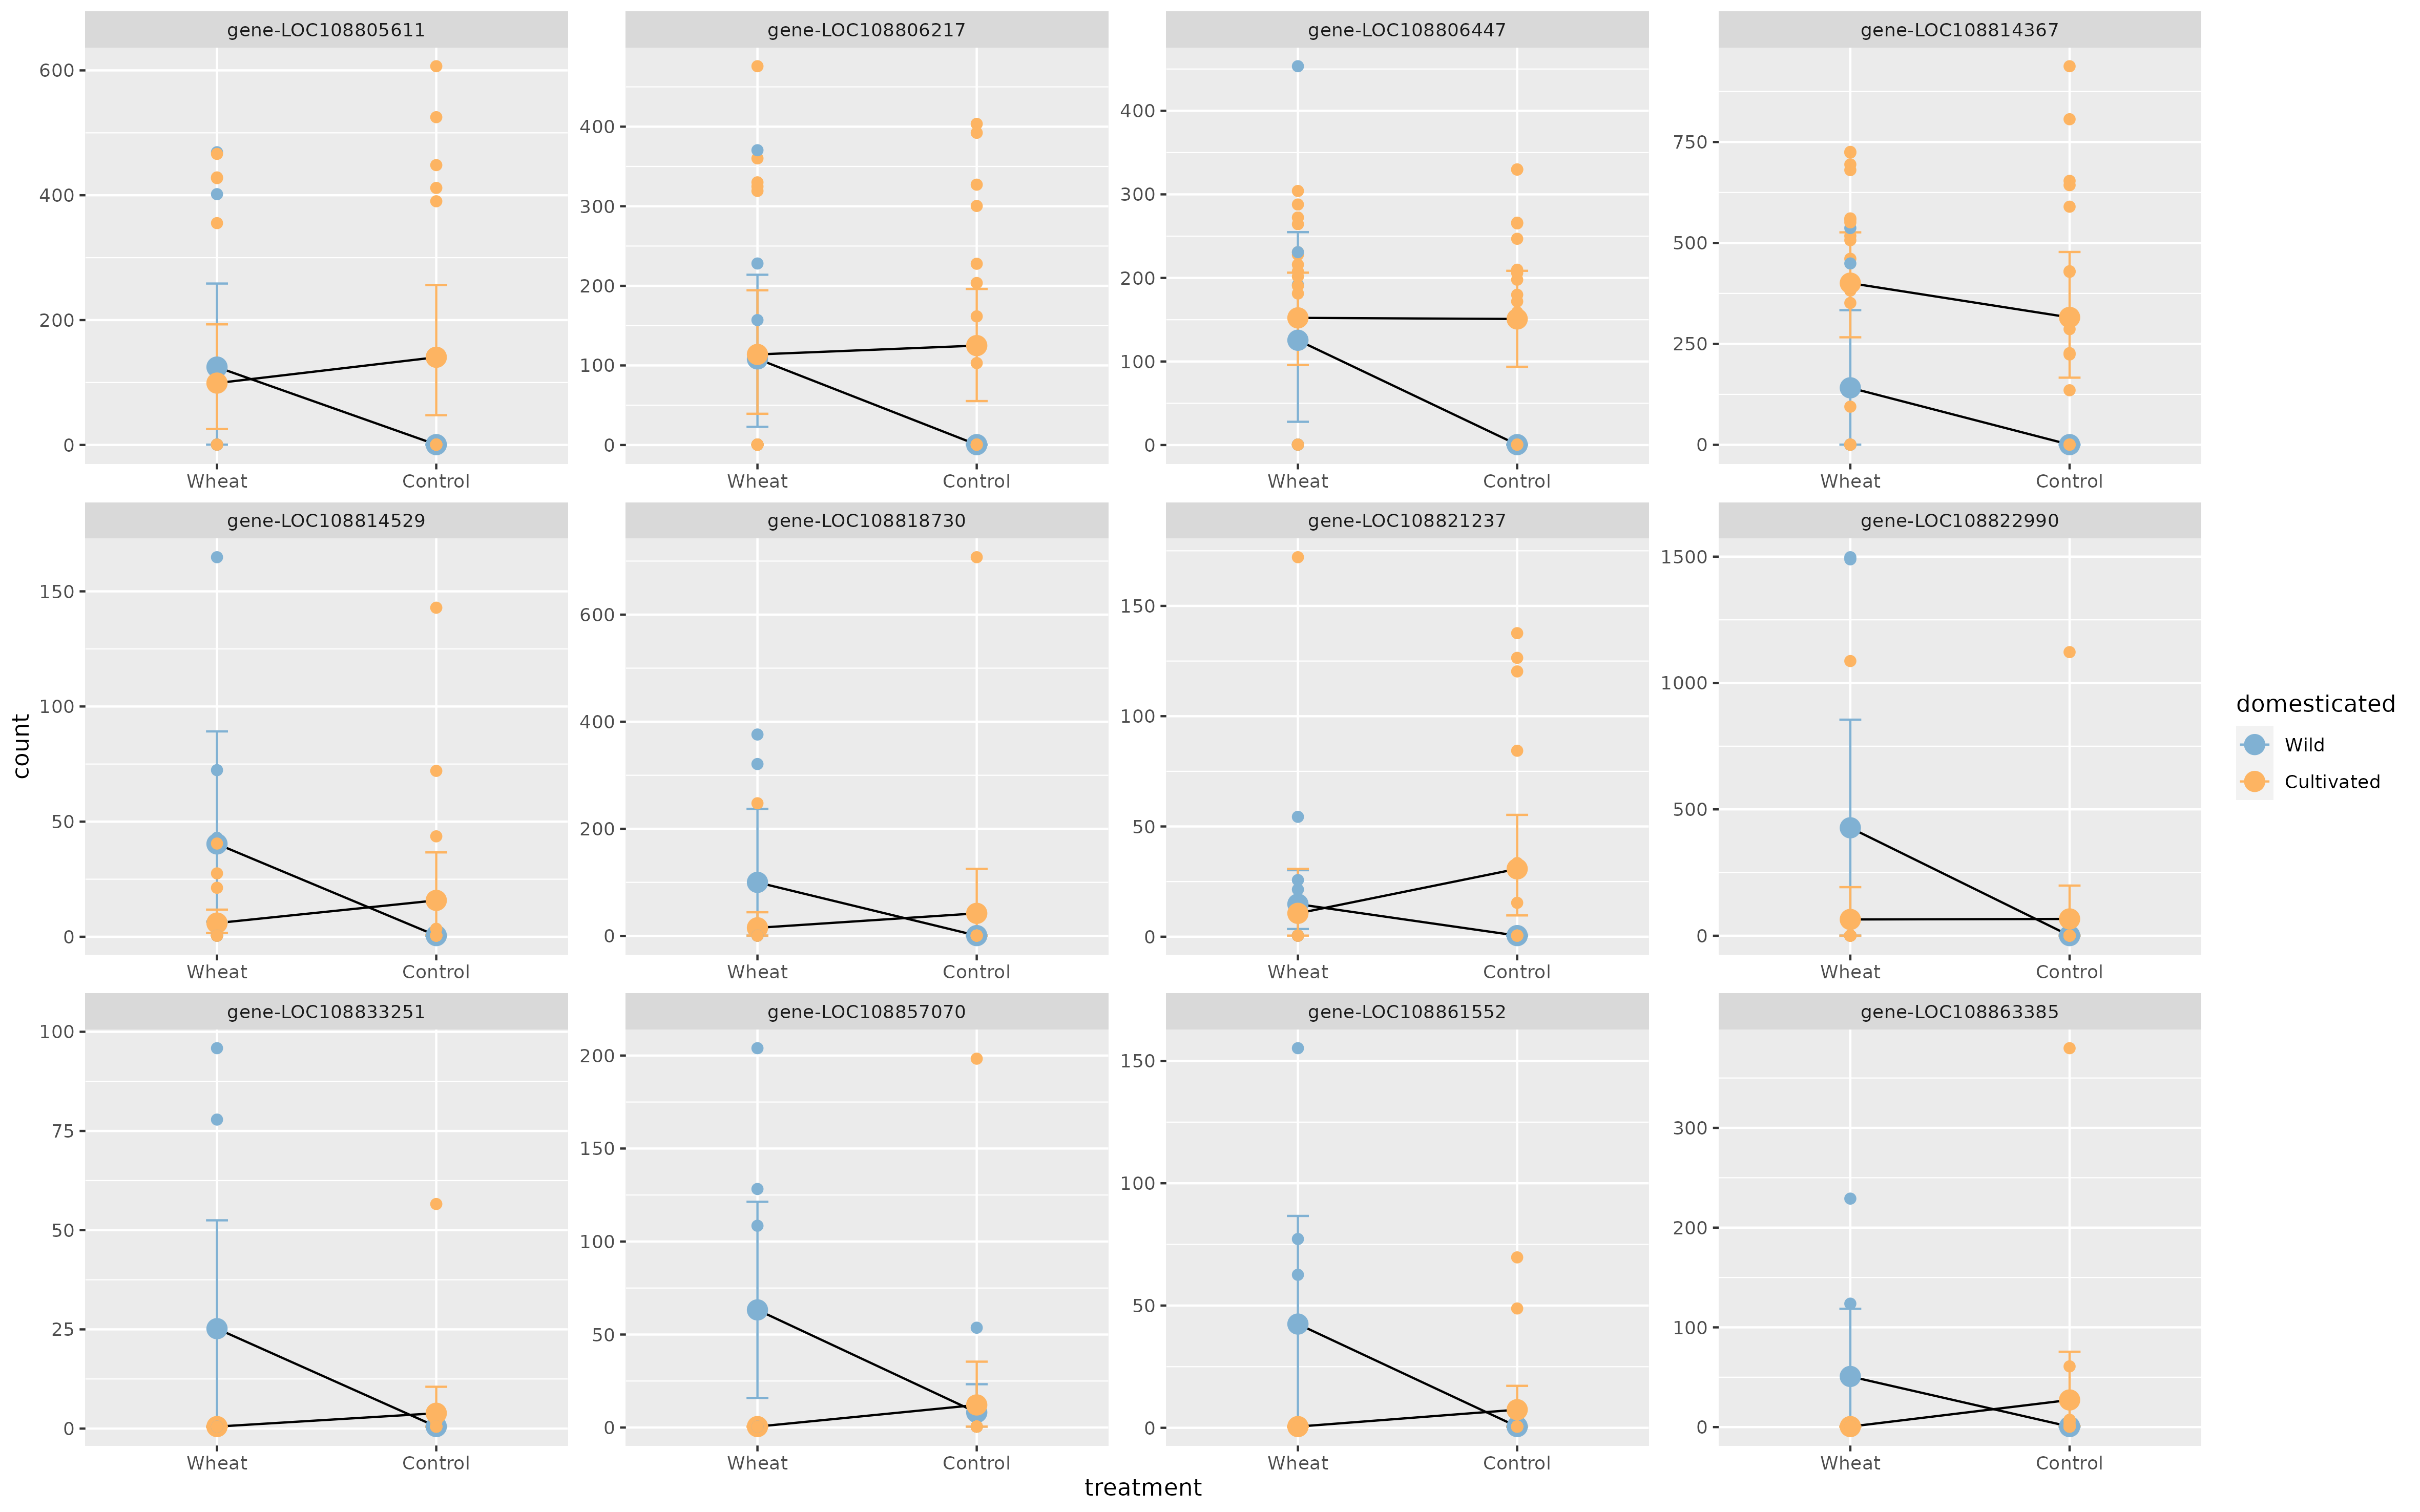 gene-LOC108805611
gene-LOC108806217
gene-LOC108806447
gene-LOC108814367
600
400
200
0
400
300
200
100
0
400
300
200
100
0
750
500
250
0
Wheat
Control
Wheat
Control
Wheat
Control
Wheat
Control
gene-LOC108814529
gene-LOC108818730
gene-LOC108821237
gene-LOC108822990
150
100
50
0
600
400
200
0
150
100
50
0
1500
1000
500
0
Wheat
Control
Wheat
Control
Wheat
Control
Wheat
Control
gene-LOC108833251
gene-LOC108857070
gene-LOC108861552
gene-LOC108863385
100
75
50
25
0
200
150
100
50
0
150
100
50
0
300
200
100
0
Wheat
Control
Wheat
Control
Wheat
Control
Wheat
Control
count
treatment
domesticated
Wild
Cultivated